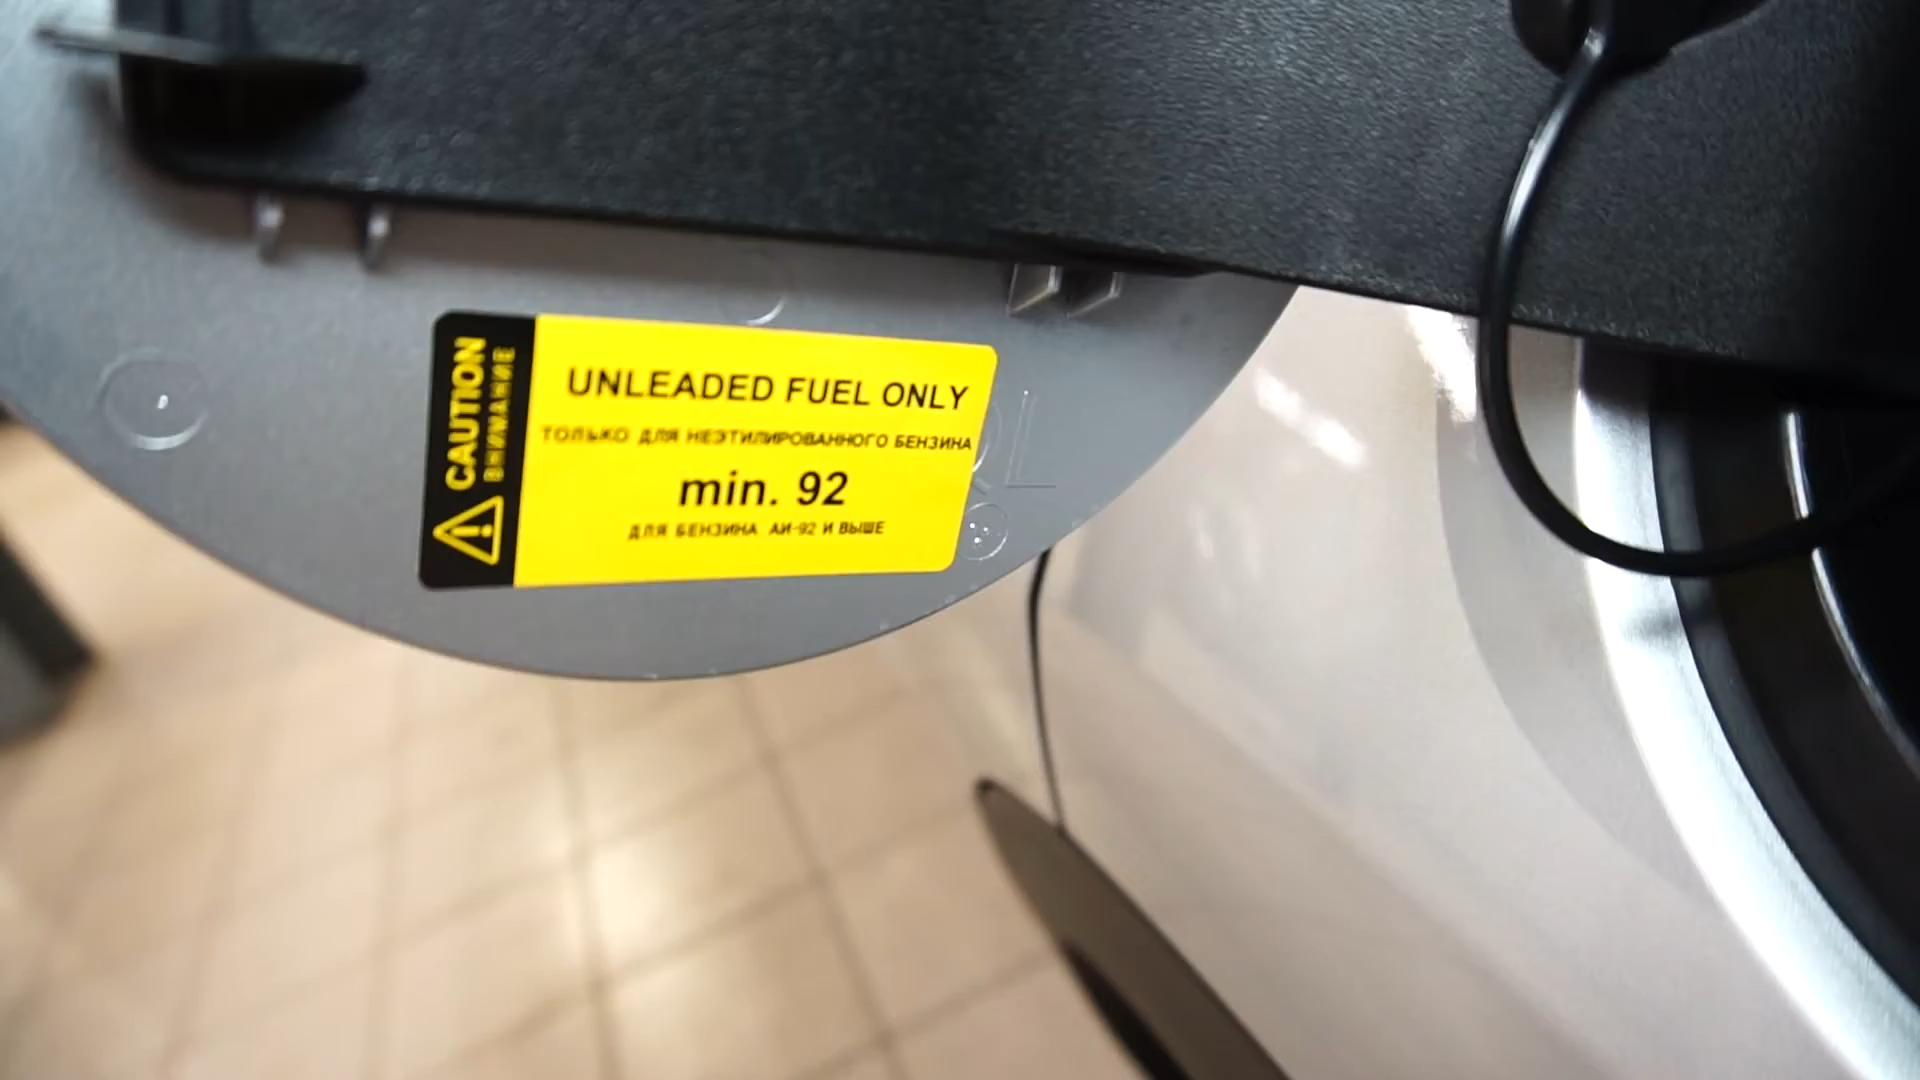 CAUTION
ВНИМАНИЕ
UNLEADED FUEL ONLY
ТОЛЬКО ДЛЯ НЕЭТИЛИРОВАННОГО БЕНЗИНА
min. 92
ДЛЯ БЕНЗИНА АИ-92 И ВЫШЕ